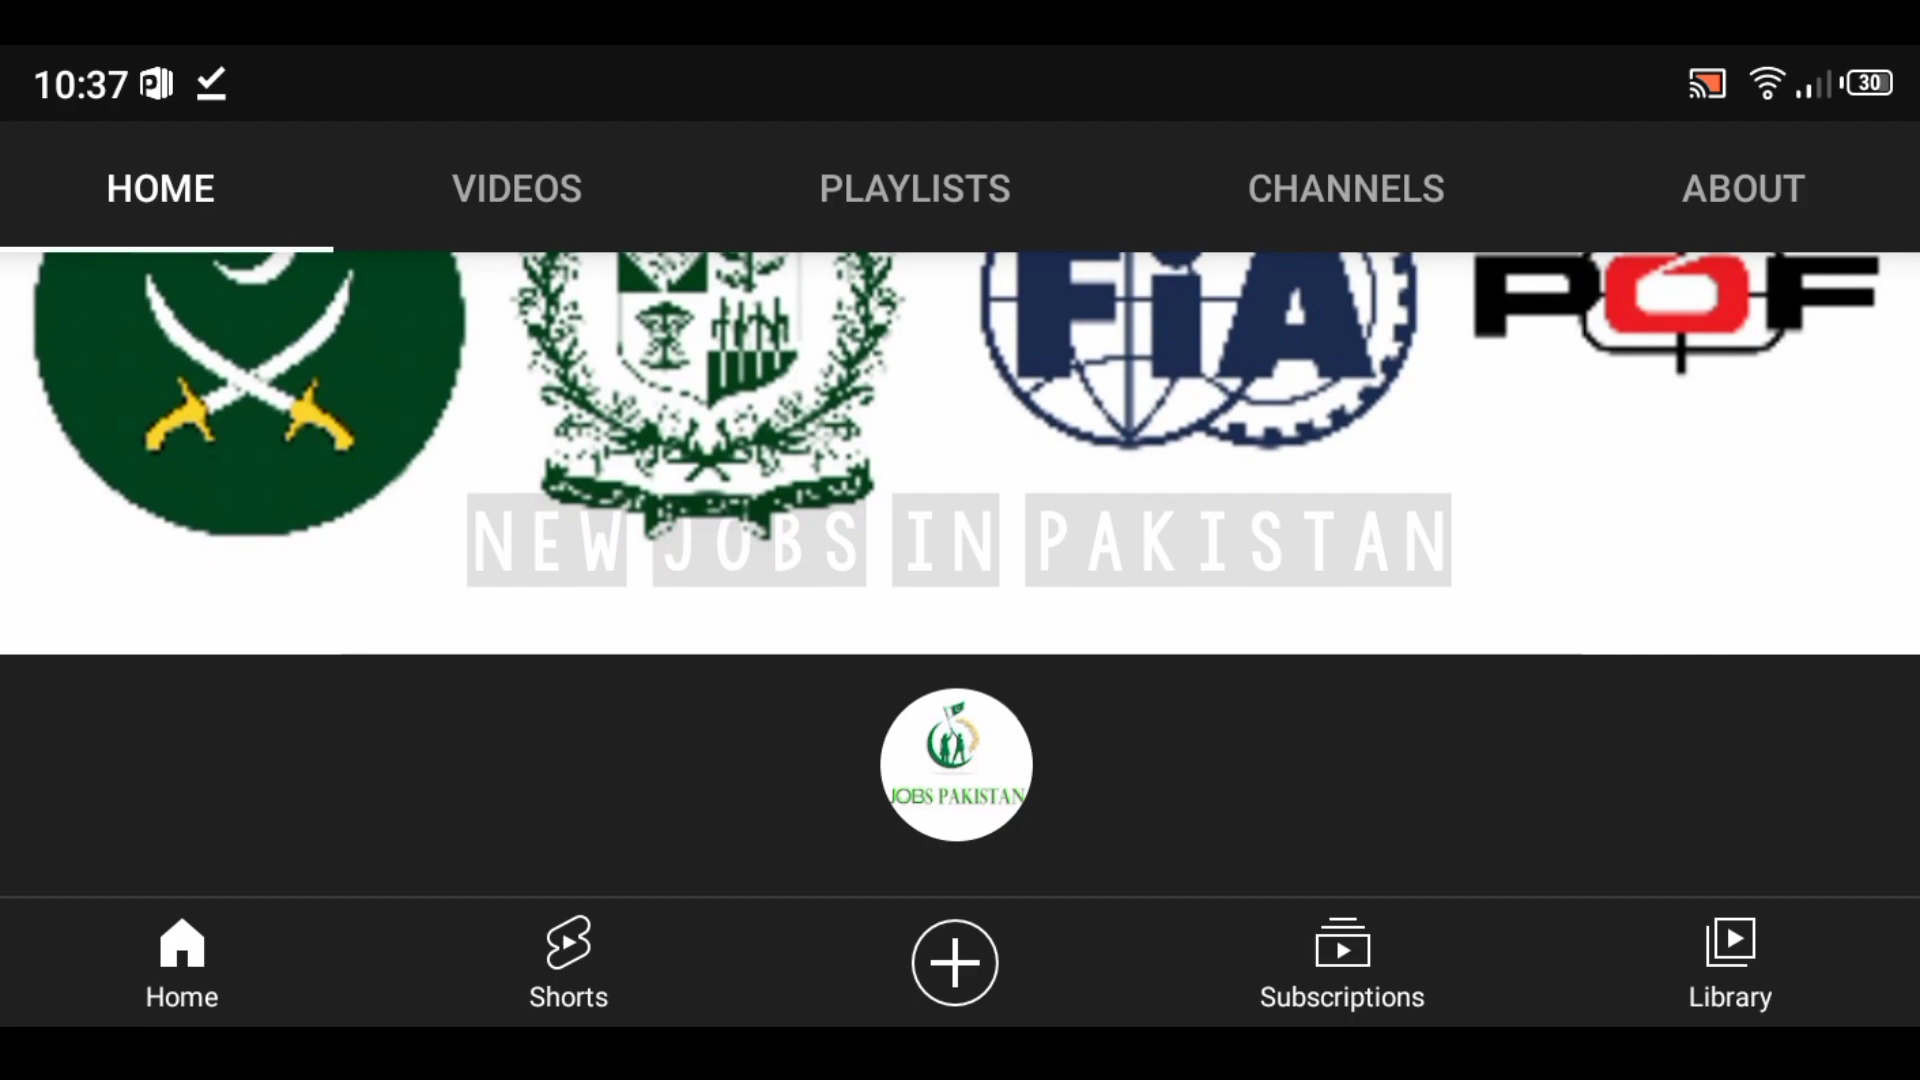 10:37
30
HOME VIDEOS PLAYLISTS CHANNELS ABOUT
FiA
POF
NEW JOBS IN PAKISTAN
JOBS PAKISTAN
Home Shorts Subscriptions Library